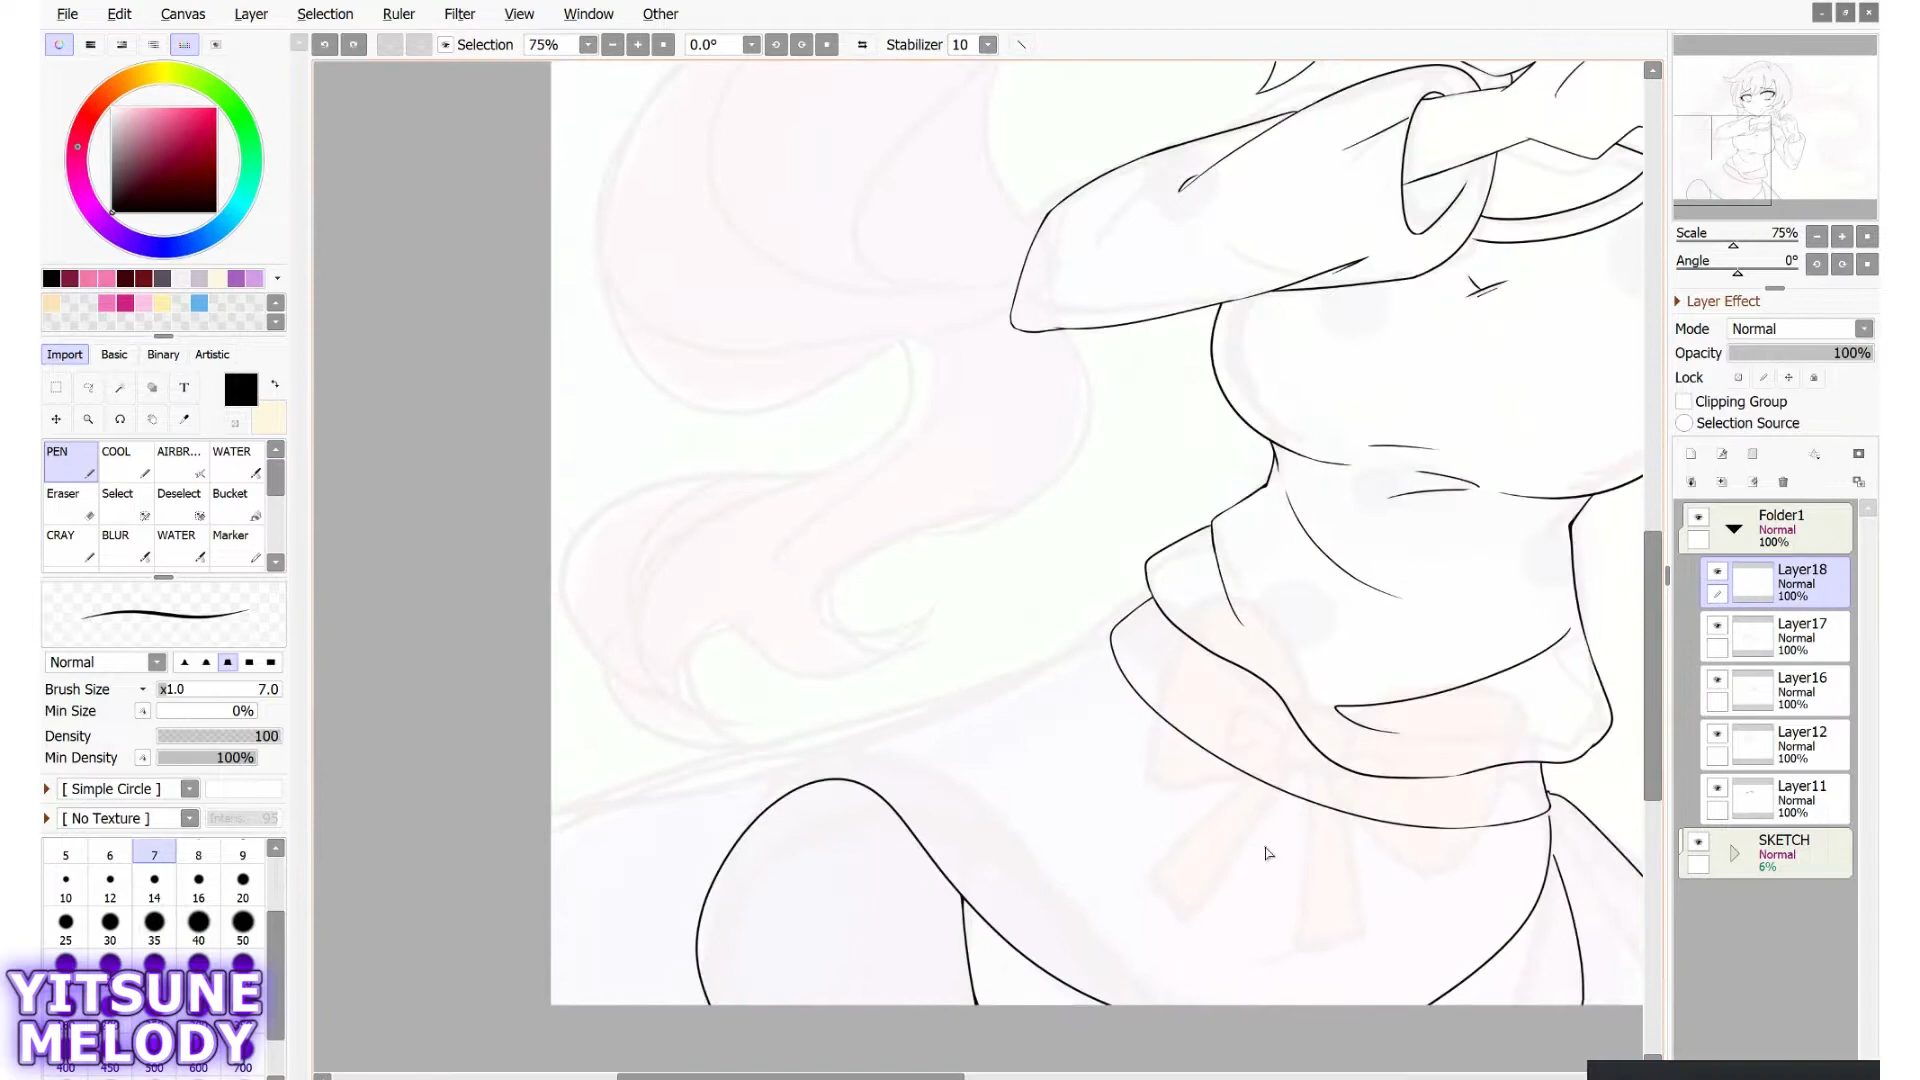 File Edit Canvas Layer Selection Ruler Filter View Window Other
Selection 75% 0.0° Stabilizer 10
Scale 75%
Angle 0°
Layer Effect
Mode Normal
Opacity 100%
Lock
Clipping Group
Selection Source
Import Basic Binary Artistic
T
PEN COOL AIRBR... WATER
Eraser Select Deselect Bucket
CRAY BLUR WATER Marker
Normal
Brush Size x1.0 7.0
Min Size 0%
Density 100
Min Density 100%
[ Simple Circle ]
[ No Texture ] Intens. 95
5 6 7 8 9
10 12 14 16 20
25 30 35 40 50
400 450 500 600 700
YITSUNE
MELODY
Folder1
Normal
100%
Layer18
Normal
100%
Layer17
Normal
100%
Layer16
Normal
100%
Layer12
Normal
100%
Layer11
Normal
100%
SKETCH
Normal
6%